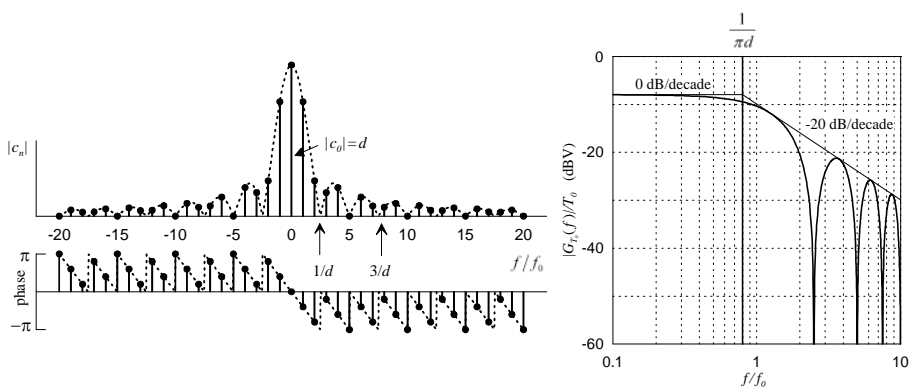 |c_n|
|c_0|=d
-20 -15 -10 -5 0 5 10 15 20
f/f_0
1/d 3/d
π
phase
−π
1/πd
0
-20
-40
-60
|G_{T_0}(f)|/T_0 (dBV)
0 dB/decade
-20 dB/decade
0.1 1 10
f/f_0